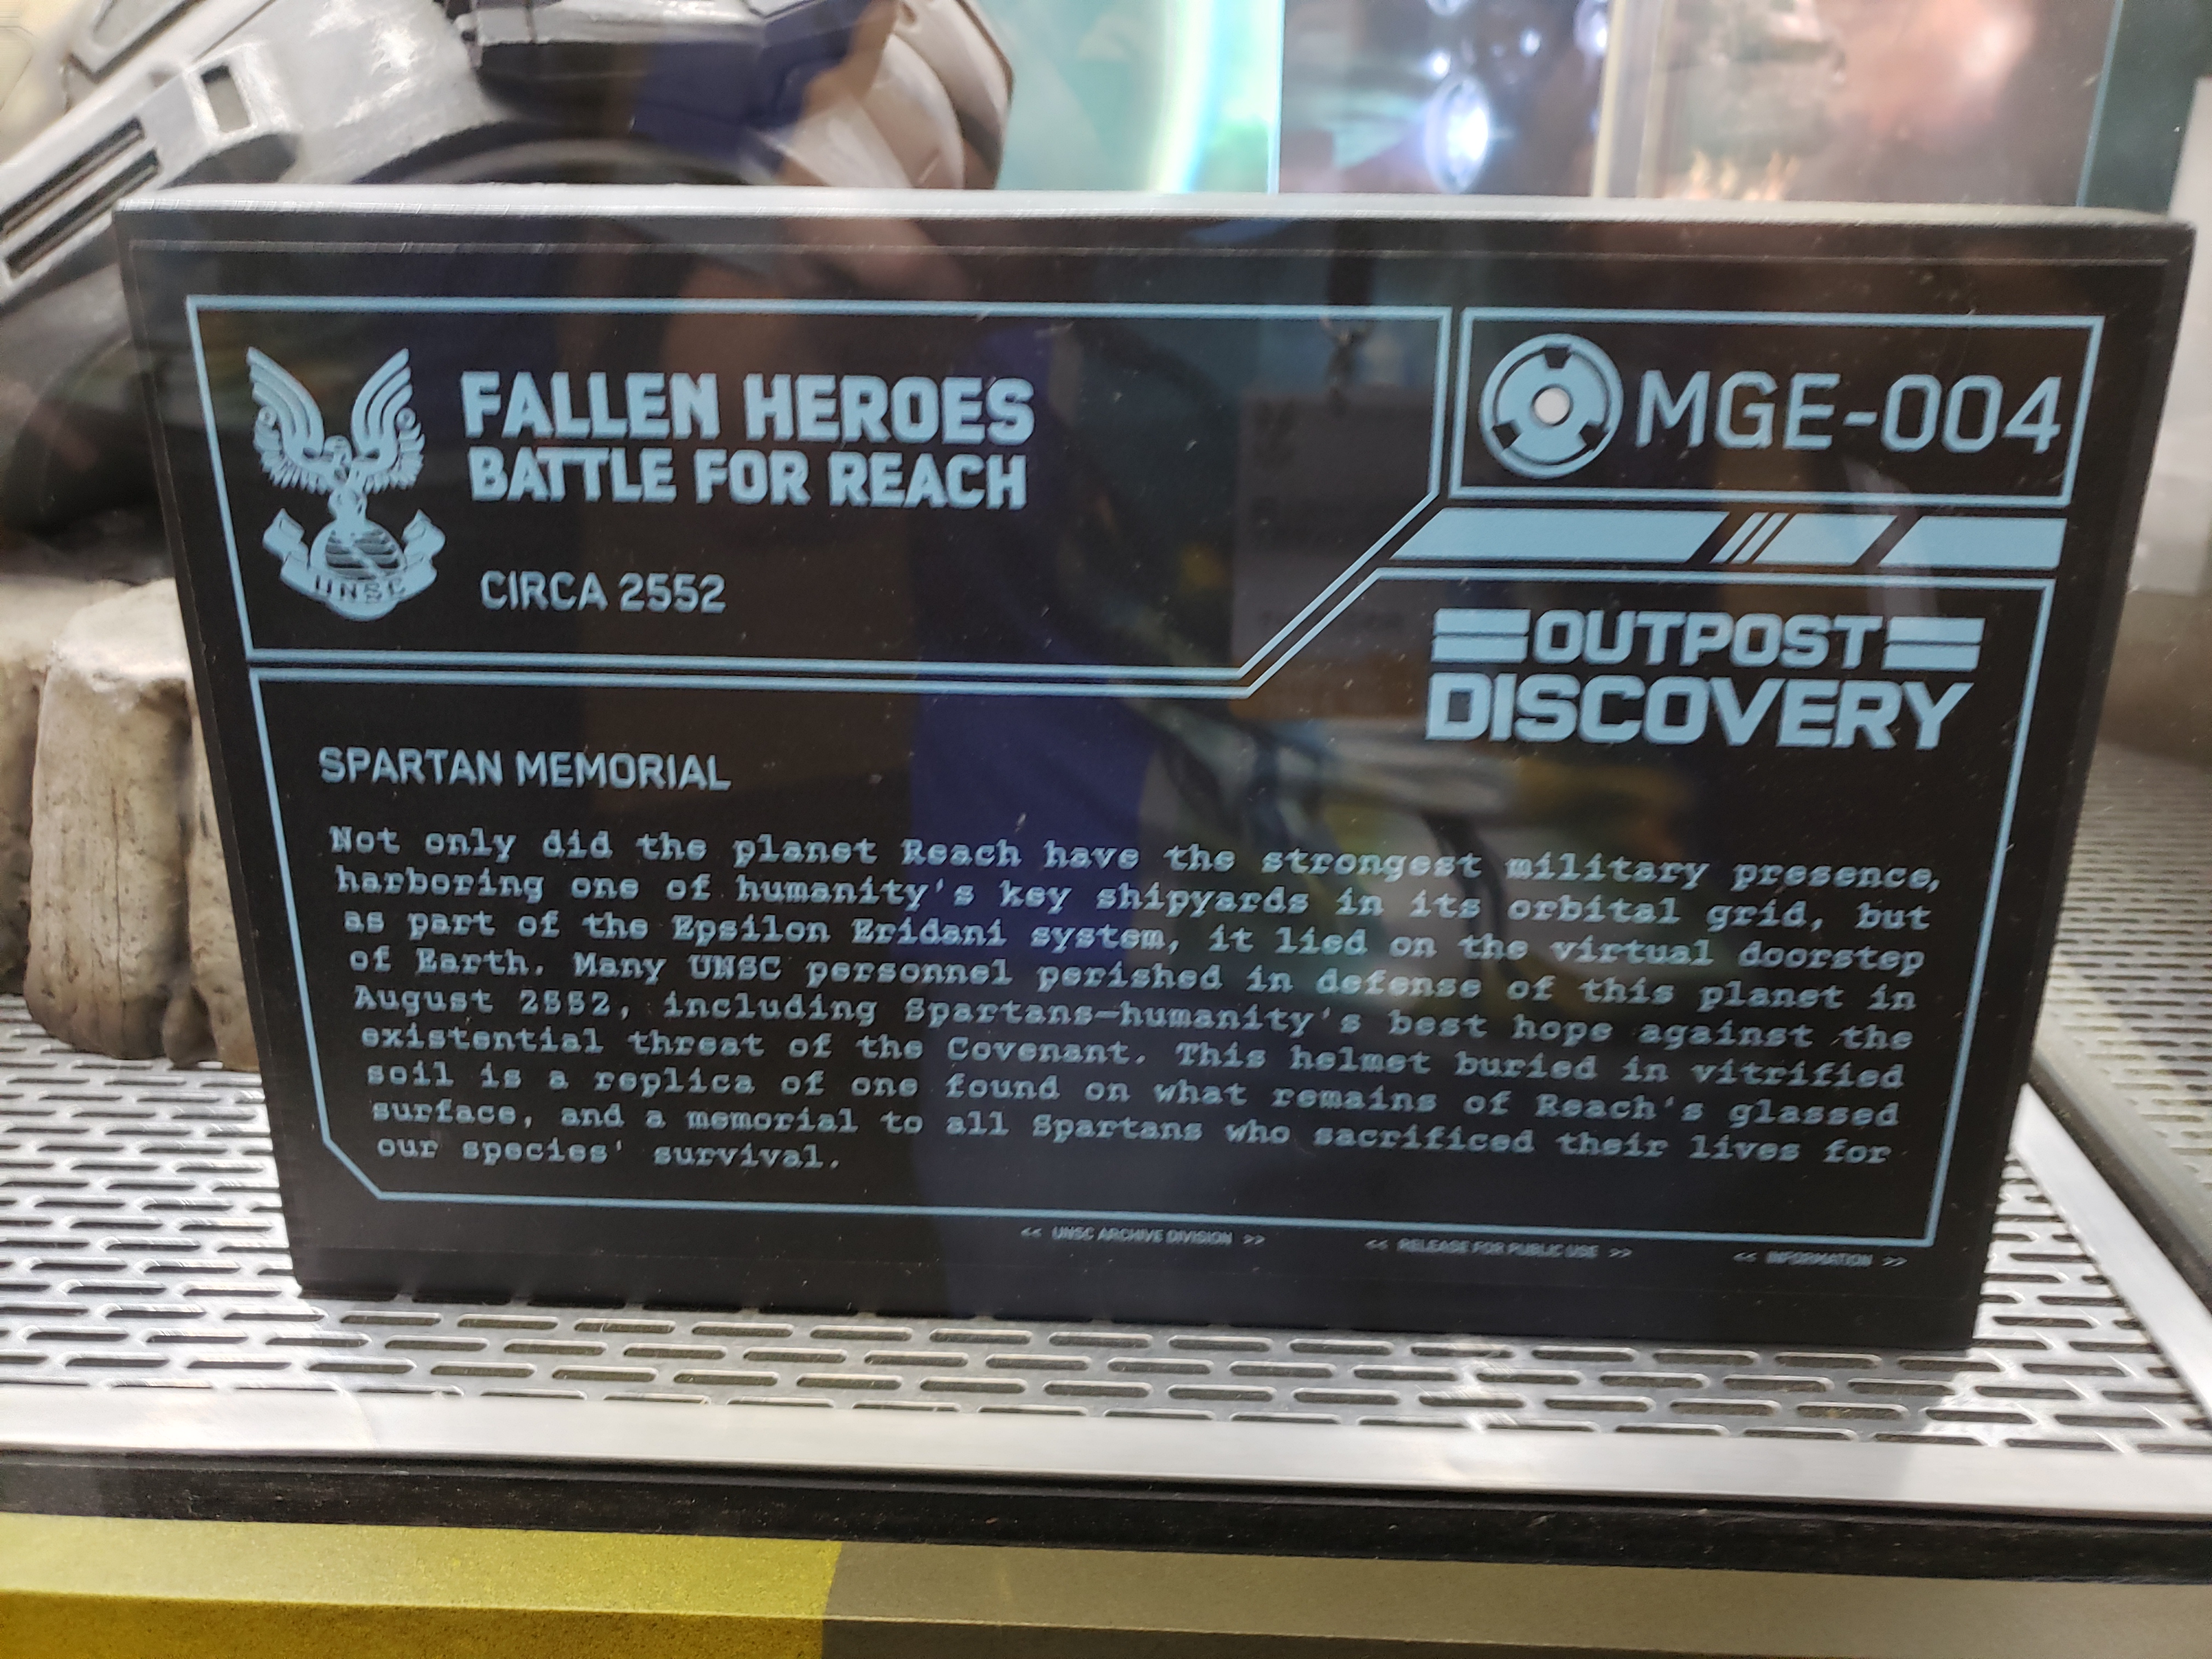 FALLEN HEROES
BATTLE FOR REACH
CIRCA 2552
UNSC
MGE-004
OUTPOST
DISCOVERY
SPARTAN MEMORIAL
Not only did the planet Reach have the strongest military presence,
harboring one of humanity's key shipyards in its orbital grid, but
as part of the Epsilon Eridani system, it lied on the virtual doorstep
of Earth. Many UNSC personnel perished in defense of this planet in
August 2552, including Spartans—humanity's best hope against the
existential threat of the Covenant. This helmet buried in vitrified
soil is a replica of one found on what remains of Reach's glassed
surface, and a memorial to all Spartans who sacrificed their lives for
our species' survival.
<< UNSC ARCHIVE DIVISION >> << RELEASE FOR PUBLIC USE >> << INFORMATION >>